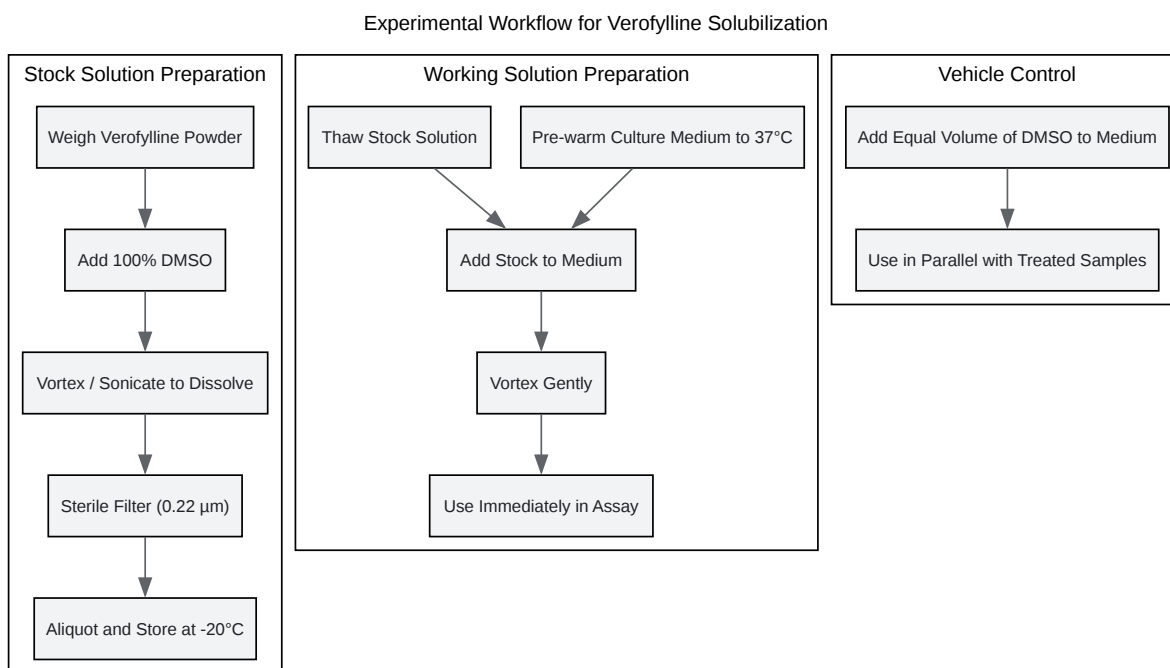 Experimental Workflow for Verofylline Solubilization
Stock Solution Preparation
Weigh Verofylline Powder
Add 100% DMSO
Vortex / Sonicate to Dissolve
Sterile Filter (0.22 µm)
Aliquot and Store at -20°C
Working Solution Preparation
Thaw Stock Solution
Pre-warm Culture Medium to 37°C
Add Stock to Medium
Vortex Gently
Use Immediately in Assay
Vehicle Control
Add Equal Volume of DMSO to Medium
Use in Parallel with Treated Samples